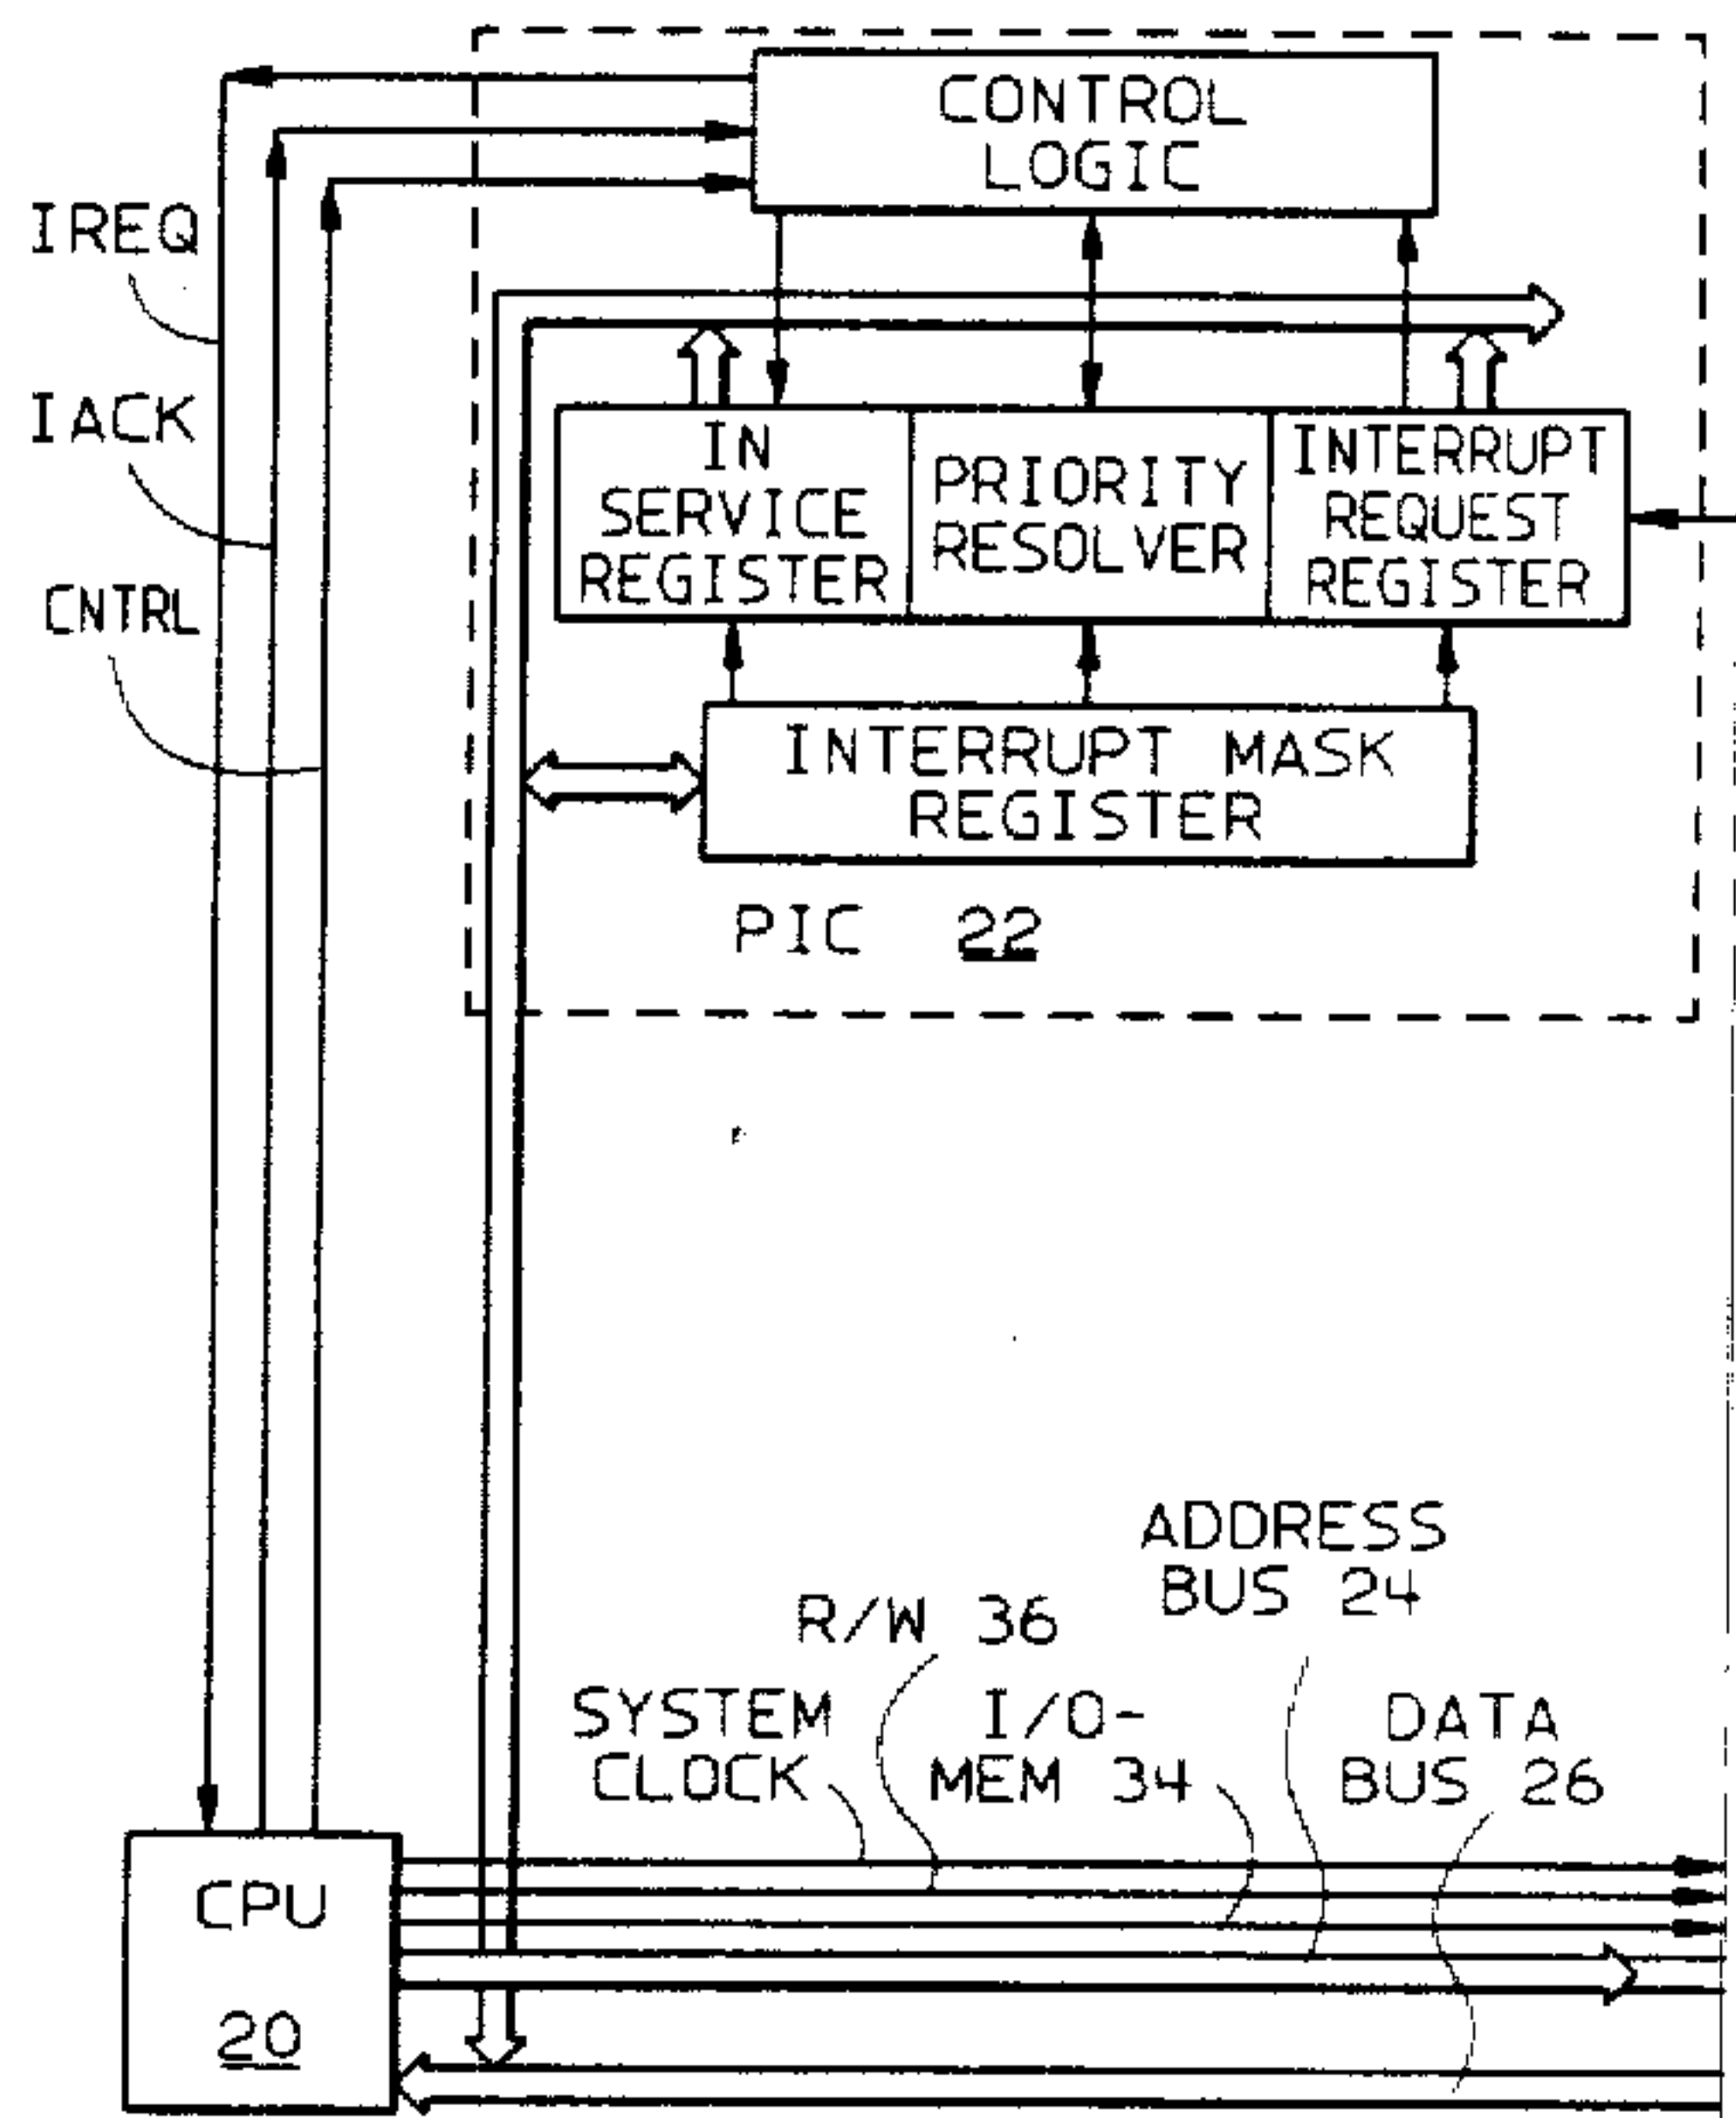 CONTROL
LOGIC
IREQ
IACK
CNTRL
IN
SERVICE
REGISTER
PRIORITY
RESOLVER
INTERRUPT
REQUEST
REGISTER
INTERRUPT MASK
REGISTER
PIC 22
ADDRESS
BUS 24
R/W 36
SYSTEM
CLOCK
I/O-
MEM 34
DATA
BUS 26
CPU
20